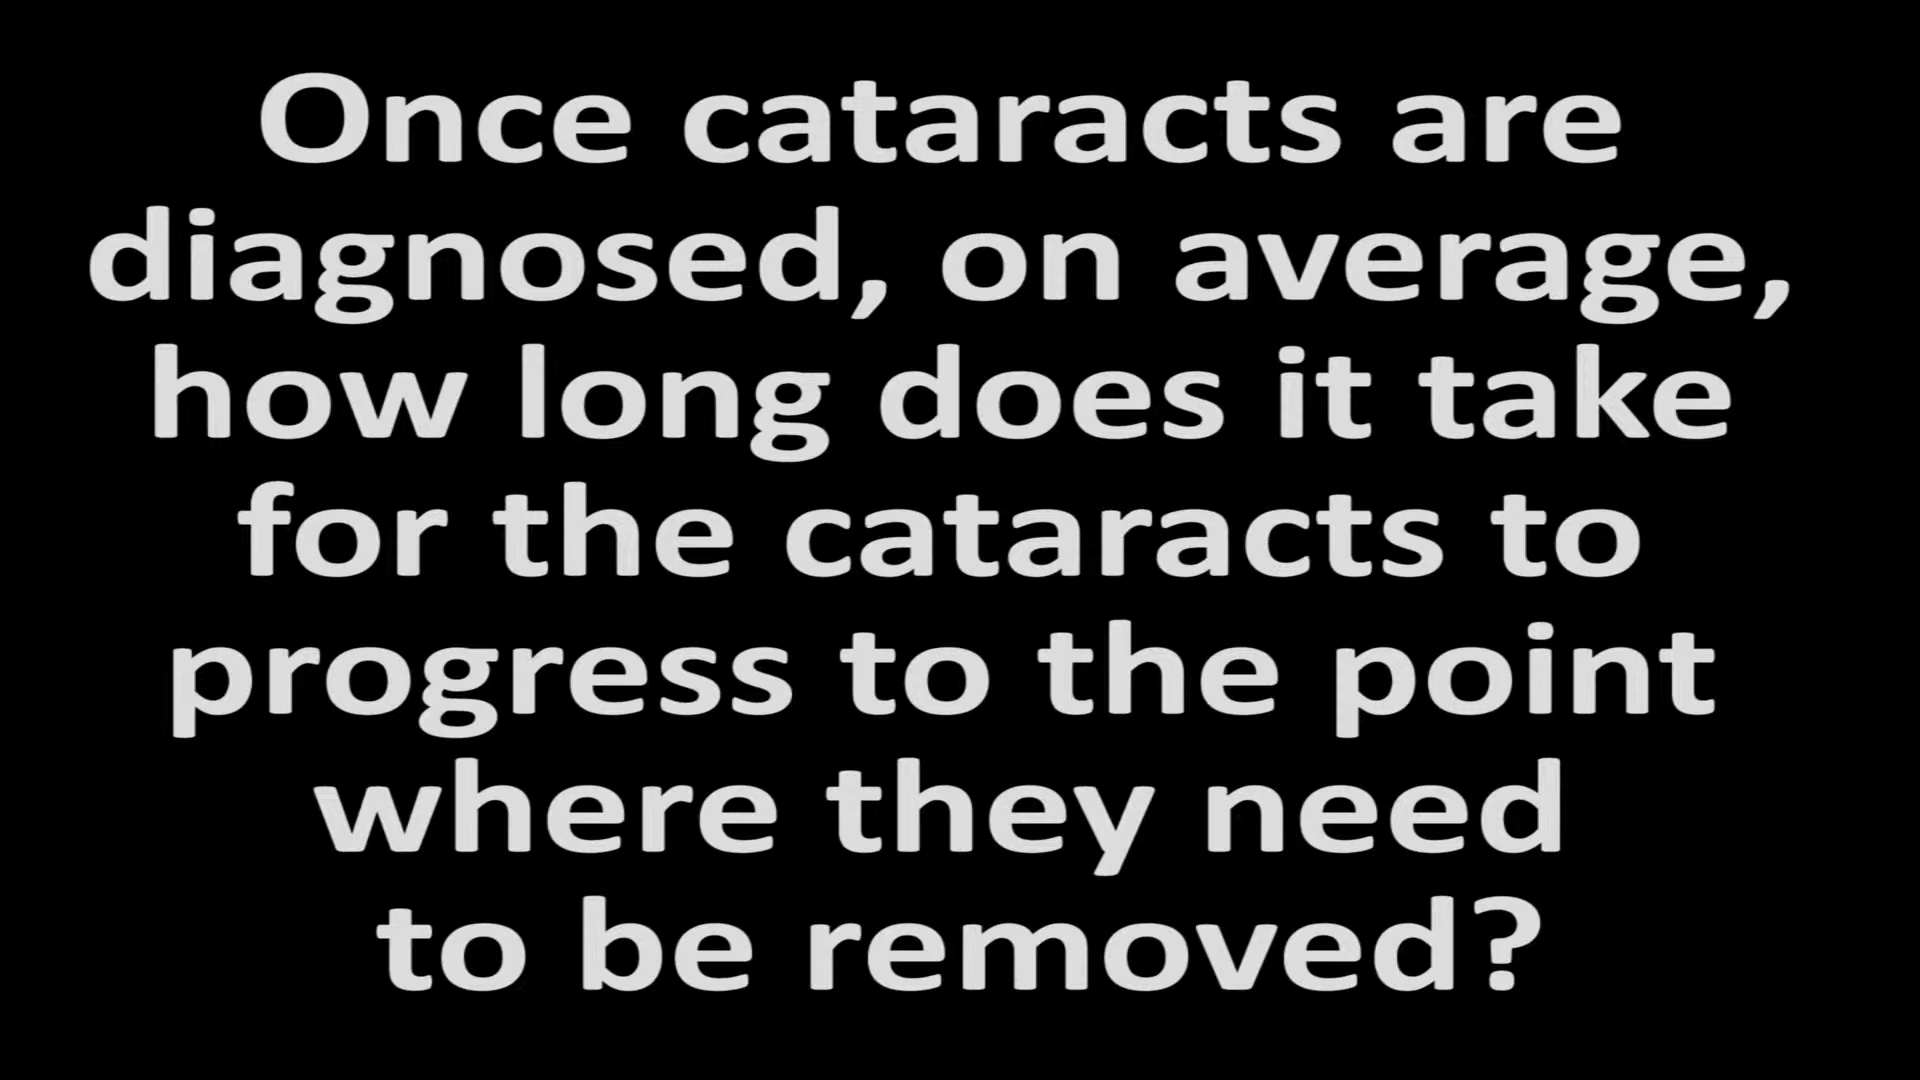 Once cataracts are
diagnosed, on average,
how long does it take
for the cataracts to
progress to the point
where they need
to be removed?